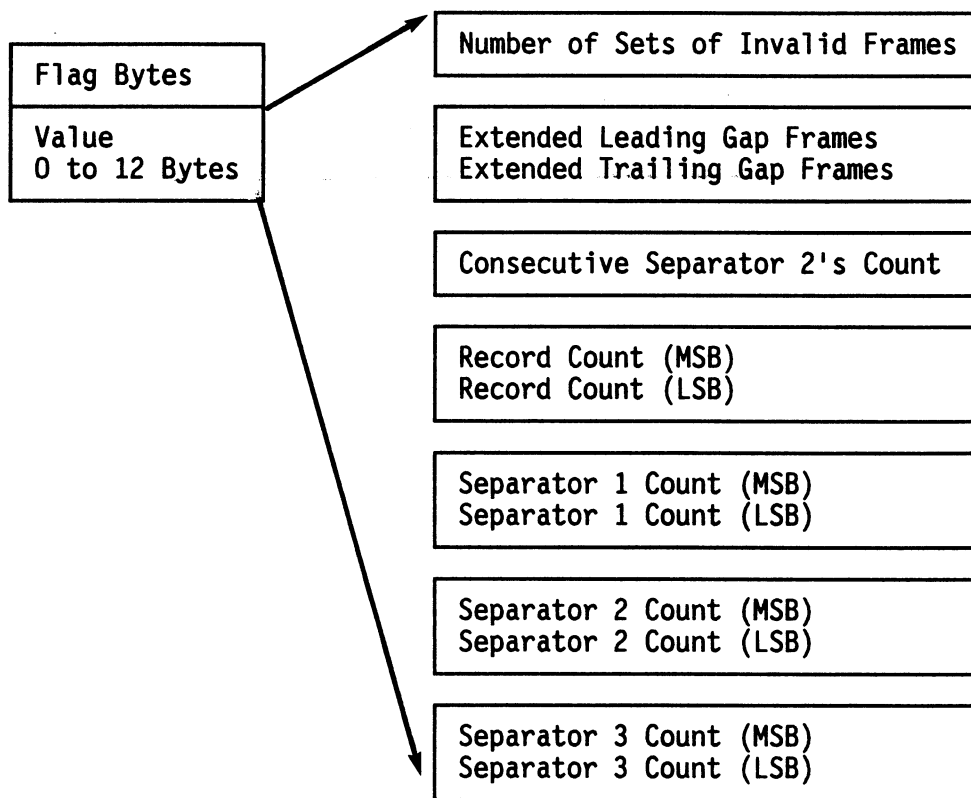 Flag Bytes
Value
0 to 12 Bytes
Number of Sets of Invalid Frames
Extended Leading Gap Frames
Extended Trailing Gap Frames
Consecutive Separator 2's Count
Record Count (MSB)
Record Count (LSB)
Separator 1 Count (MSB)
Separator 1 Count (LSB)
Separator 2 Count (MSB)
Separator 2 Count (LSB)
Separator 3 Count (MSB)
Separator 3 Count (LSB)